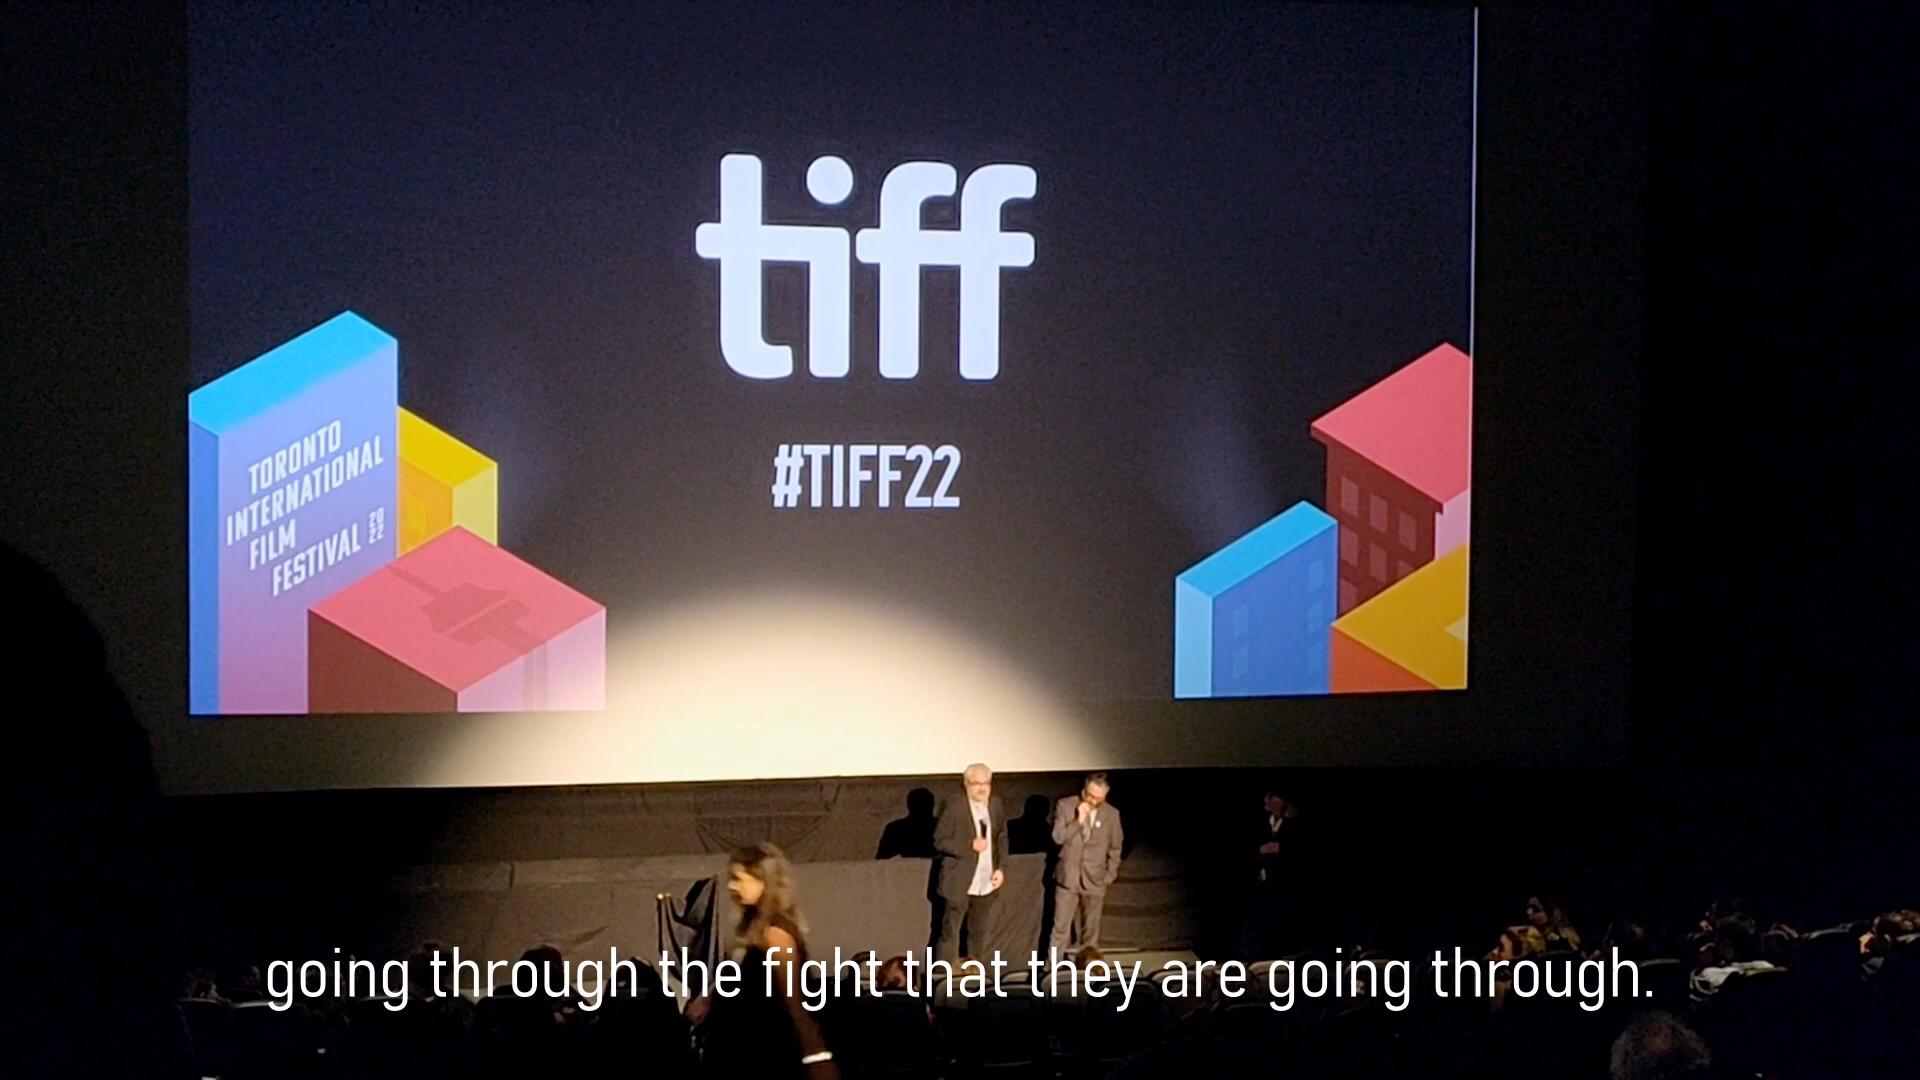 tiff
#TIFF22
TORONTO
INTERNATIONAL
FILM
FESTIVAL 2022
going through the fight that they are going through.